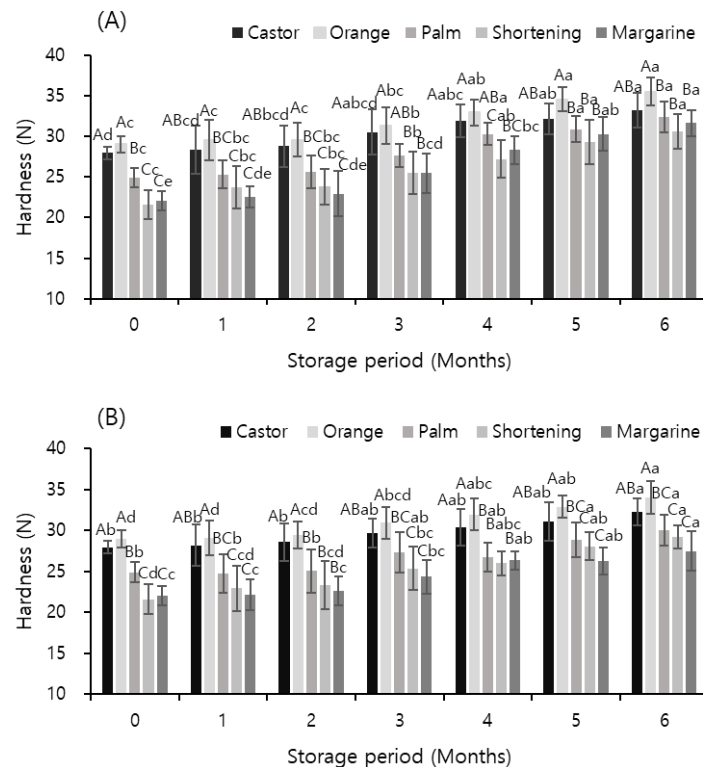 (A)
Castor Orange Palm Shortening Margarine
Hardness (N)
40
35
30
25
20
15
10
Ad Ac Bc Cc Ce
ABcd Ac BCbc Cbc Cde
ABbcd Ac BCbc Cbc Cde
Aabcd Abc ABb Bb Bcd
Aabc Aab ABa Cab BCbc
ABab Aa Ba Ba Bab
ABa Aa Ba Ba Ba
0 1 2 3 4 5 6
Storage period (Months)
(B)
Castor Orange Palm Shortening Margarine
Hardness (N)
40
35
30
25
20
15
10
Ab Ad Bb Cd Cc
ABb Ad BCb Ccd Cc
Ab Acd Bb Bcd Bc
ABab Abcd BCab Cbc Cbc
Aab Aabc Bab Babc Bab
ABab Aab BCa Cab Cab
ABa Aa BCa Ca Ca
0 1 2 3 4 5 6
Storage period (Months)